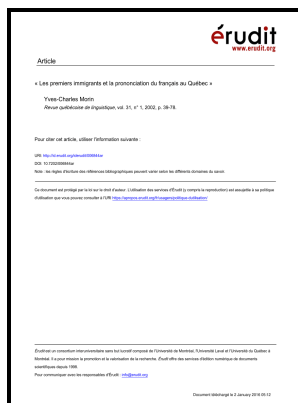 érudit
www.erudit.org
Article
« Les premiers immigrants et la prononciation du français au Québec »
Yves-Charles Morin
Revue québécoise de linguistique, vol. 31, n° 1, 2002, p. 39-78.
Pour citer cet article, utiliser l'information suivante :
URI: http://id.erudit.org/iderudit/006844ar
DOI: 10.7202/006844ar
Note : les règles d'écriture des références bibliographiques peuvent varier selon les différents domaines du savoir.
Ce document est protégé par la loi sur le droit d'auteur. L'utilisation des services d'Érudit (y compris la reproduction) est assujettie à sa politique
d'utilisation que vous pouvez consulter à l'URI https://apropos.erudit.org/fr/usagers/politique-dutilisation/
Érudit est un consortium interuniversitaire sans but lucratif composé de l'Université de Montréal, l'Université Laval et l'Université du Québec à
Montréal. Il a pour mission la promotion et la valorisation de la recherche. Érudit offre des services d'édition numérique de documents
scientifiques depuis 1998.
Pour communiquer avec les responsables d'Érudit : info@erudit.org
Document téléchargé le 2 January 2016 05:12